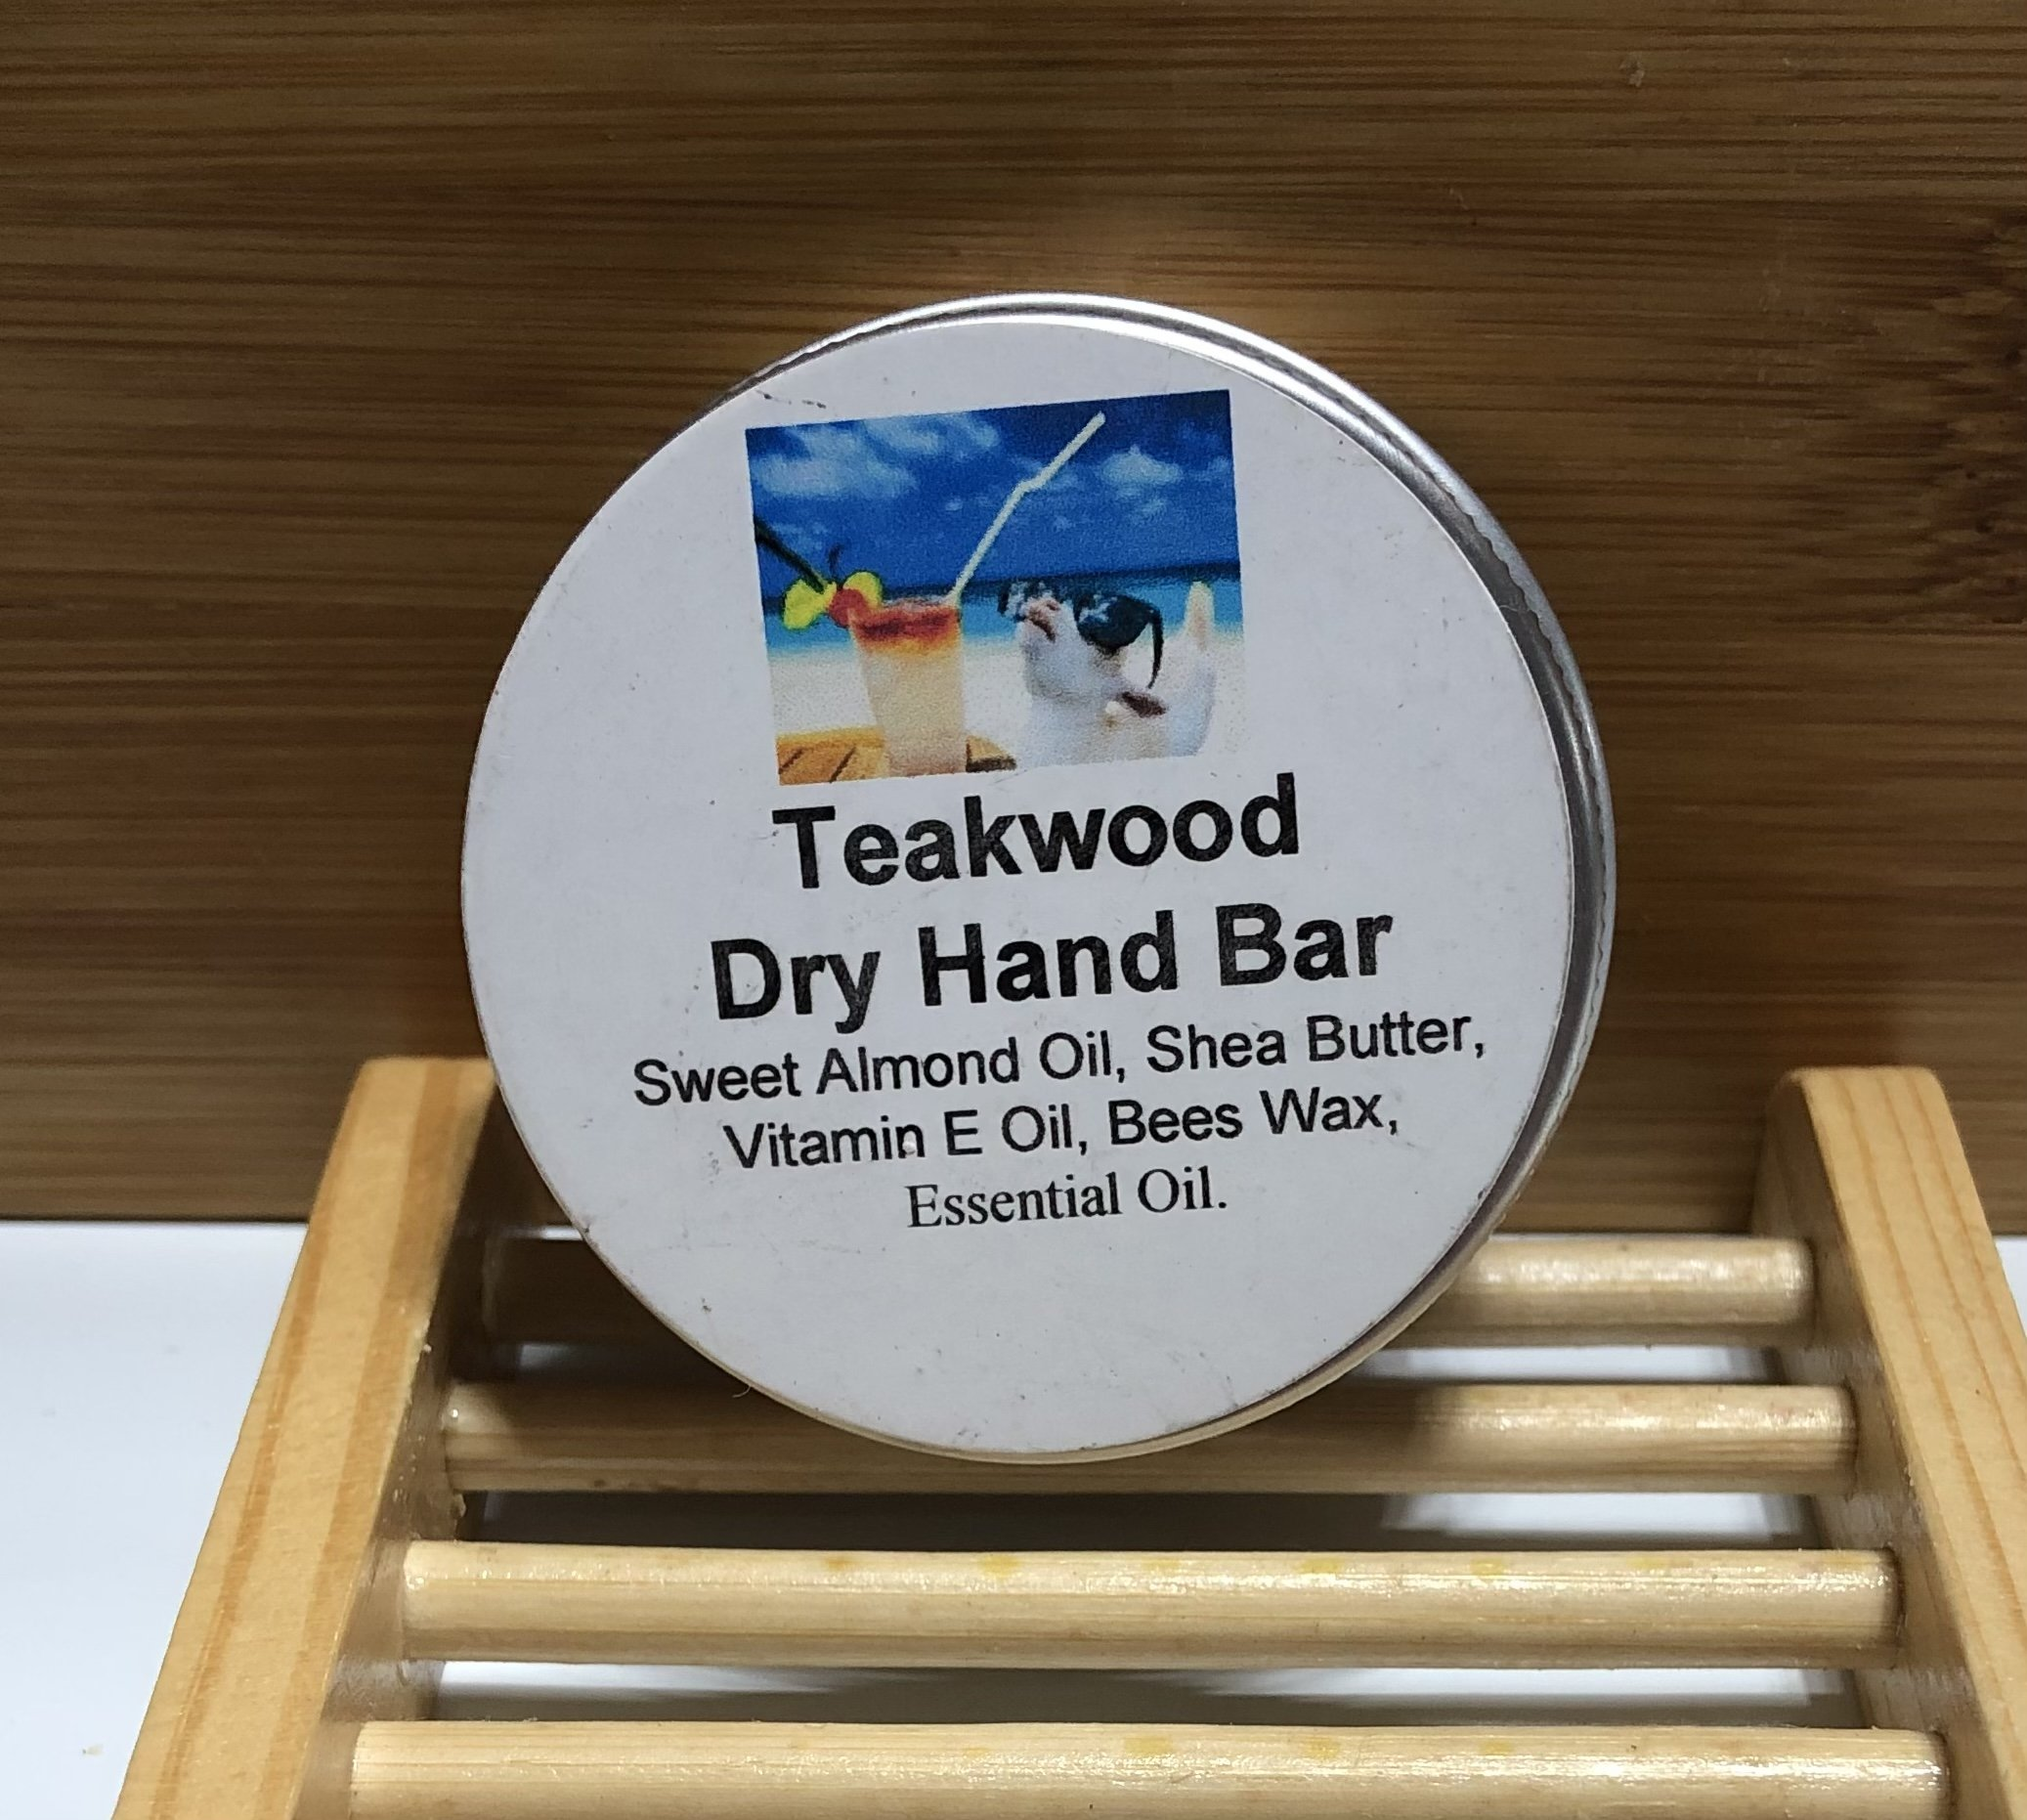 Teakwood
Dry Hand Bar
Sweet Almond Oil, Shea Butter,
Vitamin E Oil, Bees Wax,
Essential Oil.